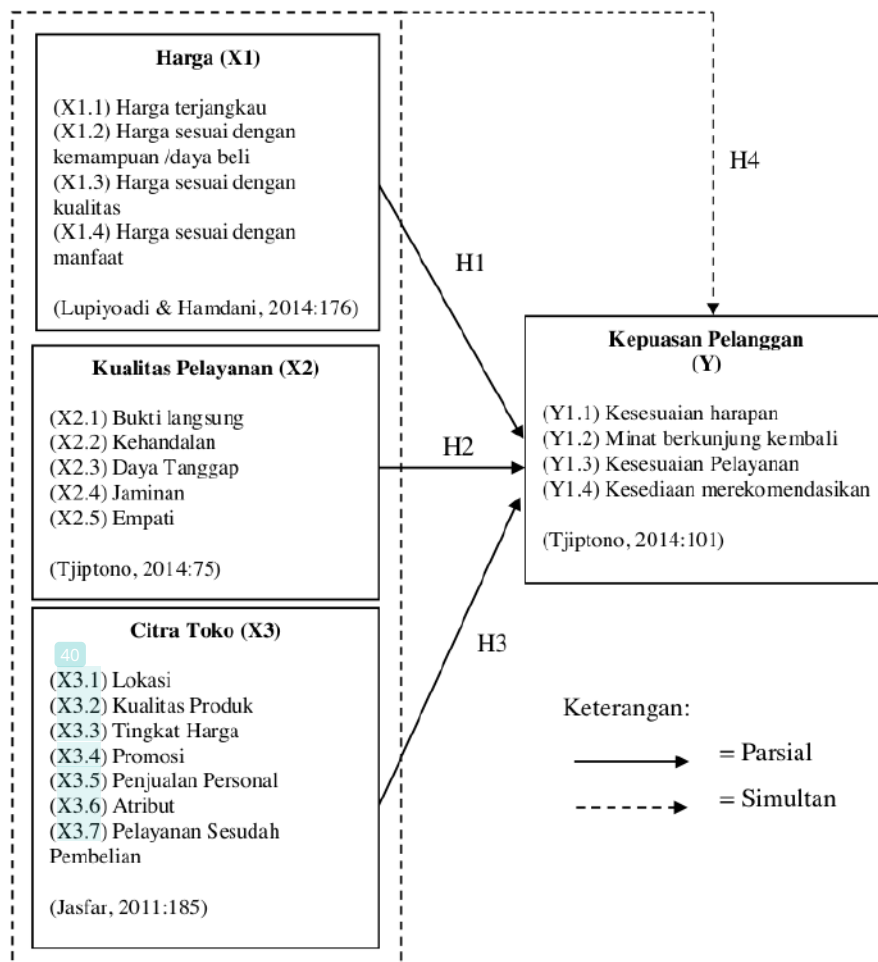 Harga (X1)
(X1.1) Harga terjangkau
(X1.2) Harga sesuai dengan
kemampuan /daya beli
(X1.3) Harga sesuai dengan
kualitas
(X1.4) Harga sesuai dengan
manfaat
(Lupiyoadi & Hamdani, 2014:176)
Kualitas Pelayanan (X2)
(X2.1) Bukti langsung
(X2.2) Kehandalan
(X2.3) Daya Tanggap
(X2.4) Jaminan
(X2.5) Empati
(Tjiptono, 2014:75)
Citra Toko (X3)
40
(X3.1) Lokasi
(X3.2) Kualitas Produk
(X3.3) Tingkat Harga
(X3.4) Promosi
(X3.5) Penjualan Personal
(X3.6) Atribut
(X3.7) Pelayanan Sesudah
Pembelian
(Jasfar, 2011:185)
H1
H2
H3
H4
Kepuasan Pelanggan
(Y)
(Y1.1) Kesesuaian harapan
(Y1.2) Minat berkunjung kembali
(Y1.3) Kesesuaian Pelayanan
(Y1.4) Kesediaan merekomendasikan
(Tjiptono, 2014:101)
Keterangan:
= Parsial
= Simultan